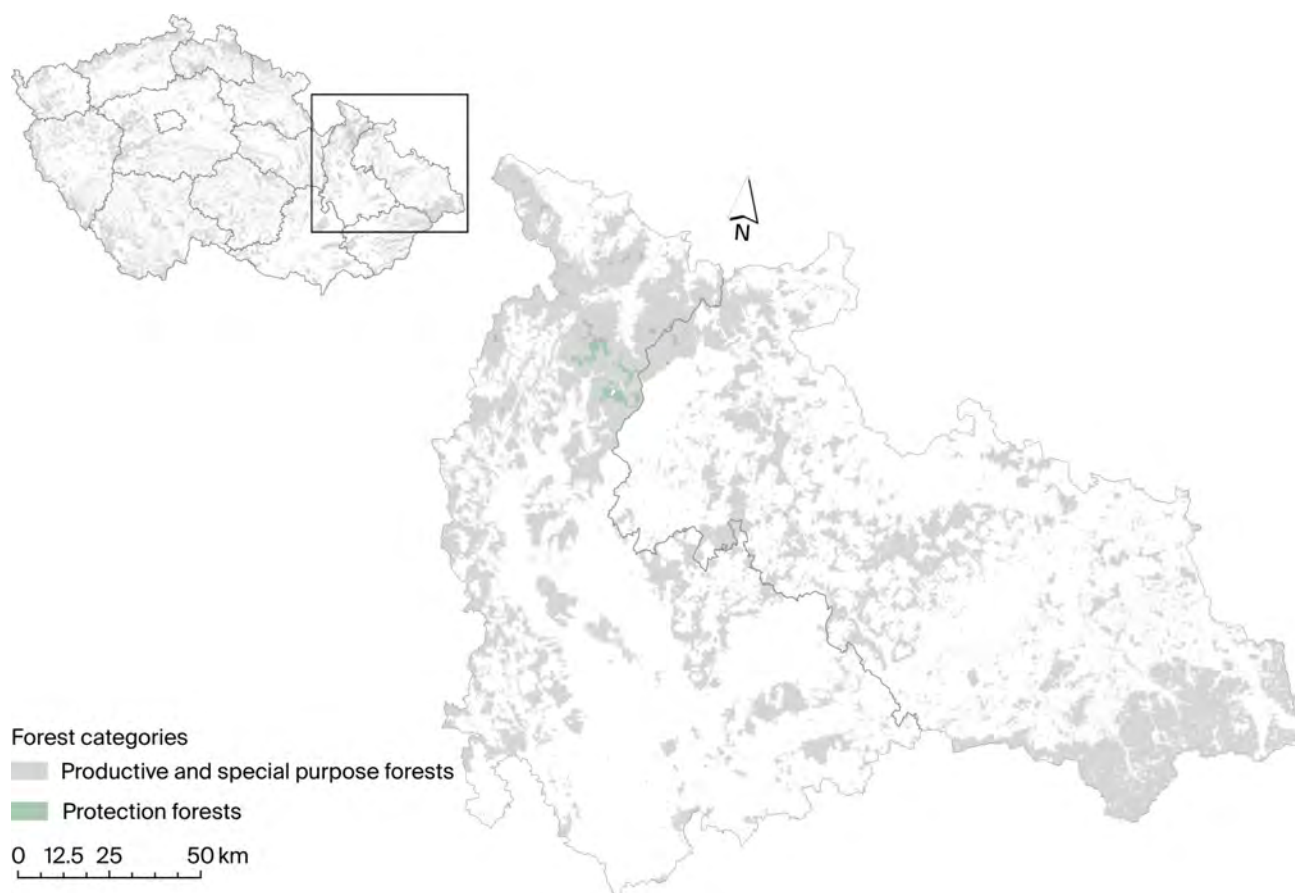 N
Forest categories
Productive and special purpose forests
Protection forests
0 12.5 25 50 km